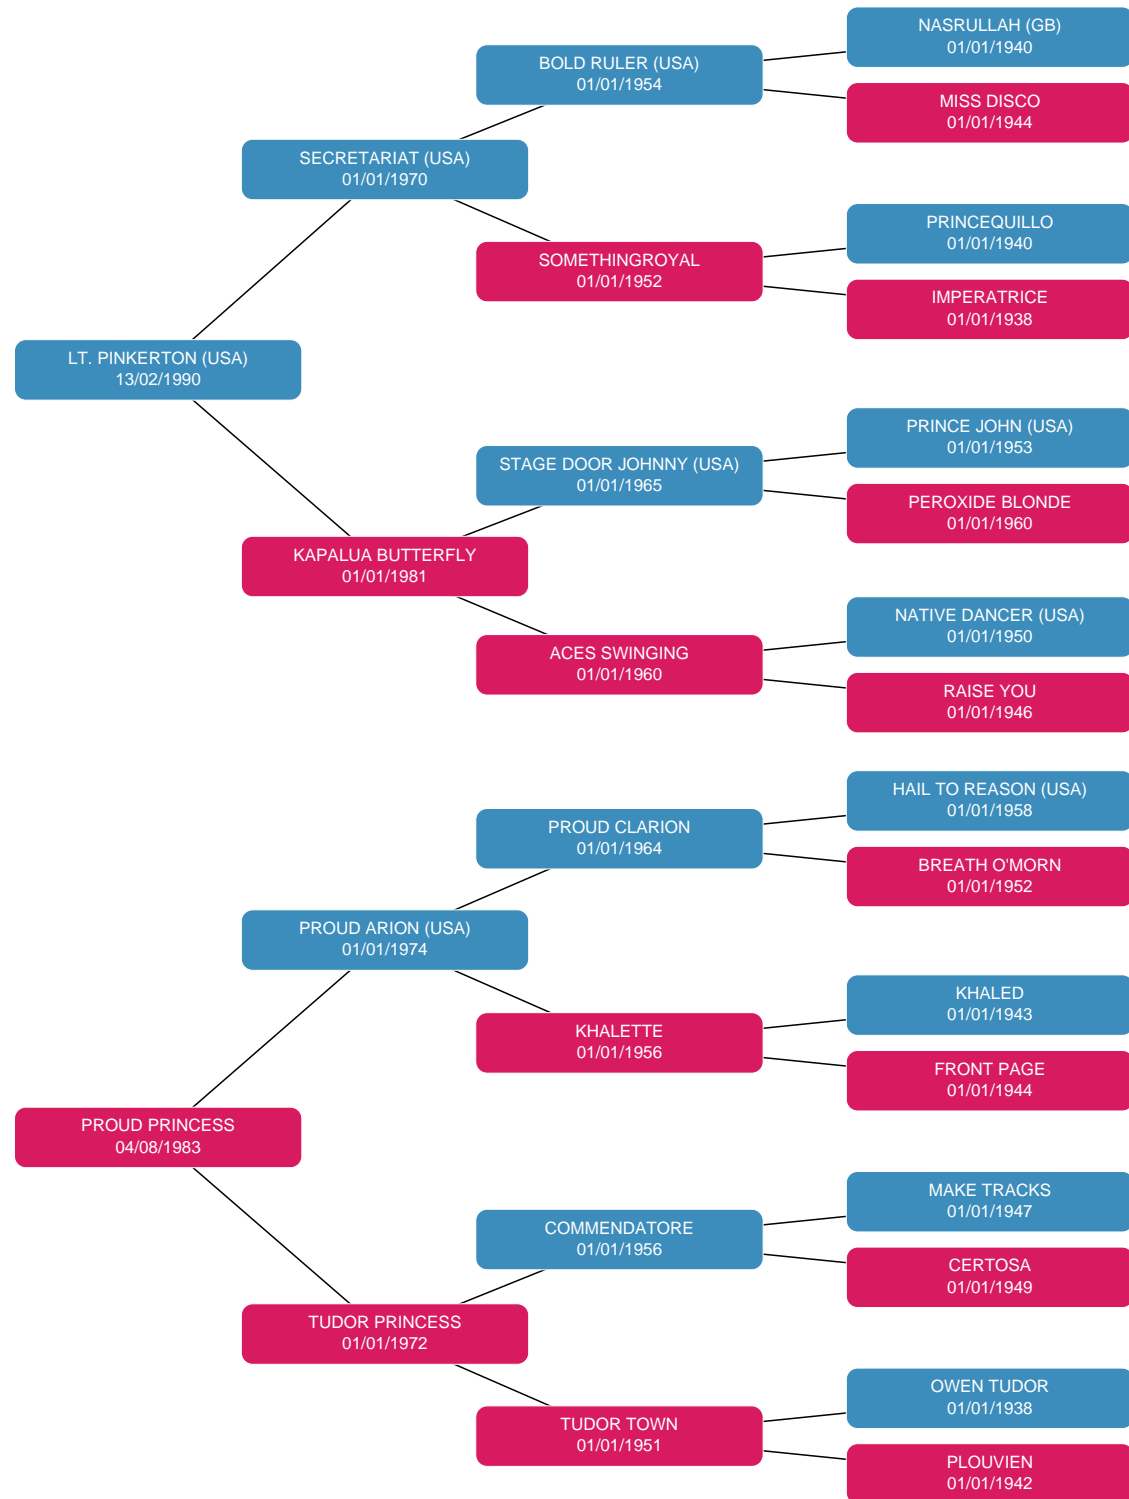 NASRULLAH (GB)
01/01/1940
BOLD RULER (USA)
01/01/1954
MISS DISCO
01/01/1944
SECRETARIAT (USA)
01/01/1970
PRINCEQUILLO
01/01/1940
SOMETHINGROYAL
01/01/1952
IMPERATRICE
01/01/1938
LT. PINKERTON (USA)
13/02/1990
PRINCE JOHN (USA)
01/01/1953
STAGE DOOR JOHNNY (USA)
01/01/1965
PEROXIDE BLONDE
01/01/1960
KAPALUA BUTTERFLY
01/01/1981
NATIVE DANCER (USA)
01/01/1950
ACES SWINGING
01/01/1960
RAISE YOU
01/01/1946
HAIL TO REASON (USA)
01/01/1958
PROUD CLARION
01/01/1964
BREATH O'MORN
01/01/1952
PROUD ARION (USA)
01/01/1974
KHALED
01/01/1943
KHALETTE
01/01/1956
FRONT PAGE
01/01/1944
PROUD PRINCESS
04/08/1983
MAKE TRACKS
01/01/1947
COMMENDATORE
01/01/1956
CERTOSA
01/01/1949
TUDOR PRINCESS
01/01/1972
OWEN TUDOR
01/01/1938
TUDOR TOWN
01/01/1951
PLOUVIEN
01/01/1942